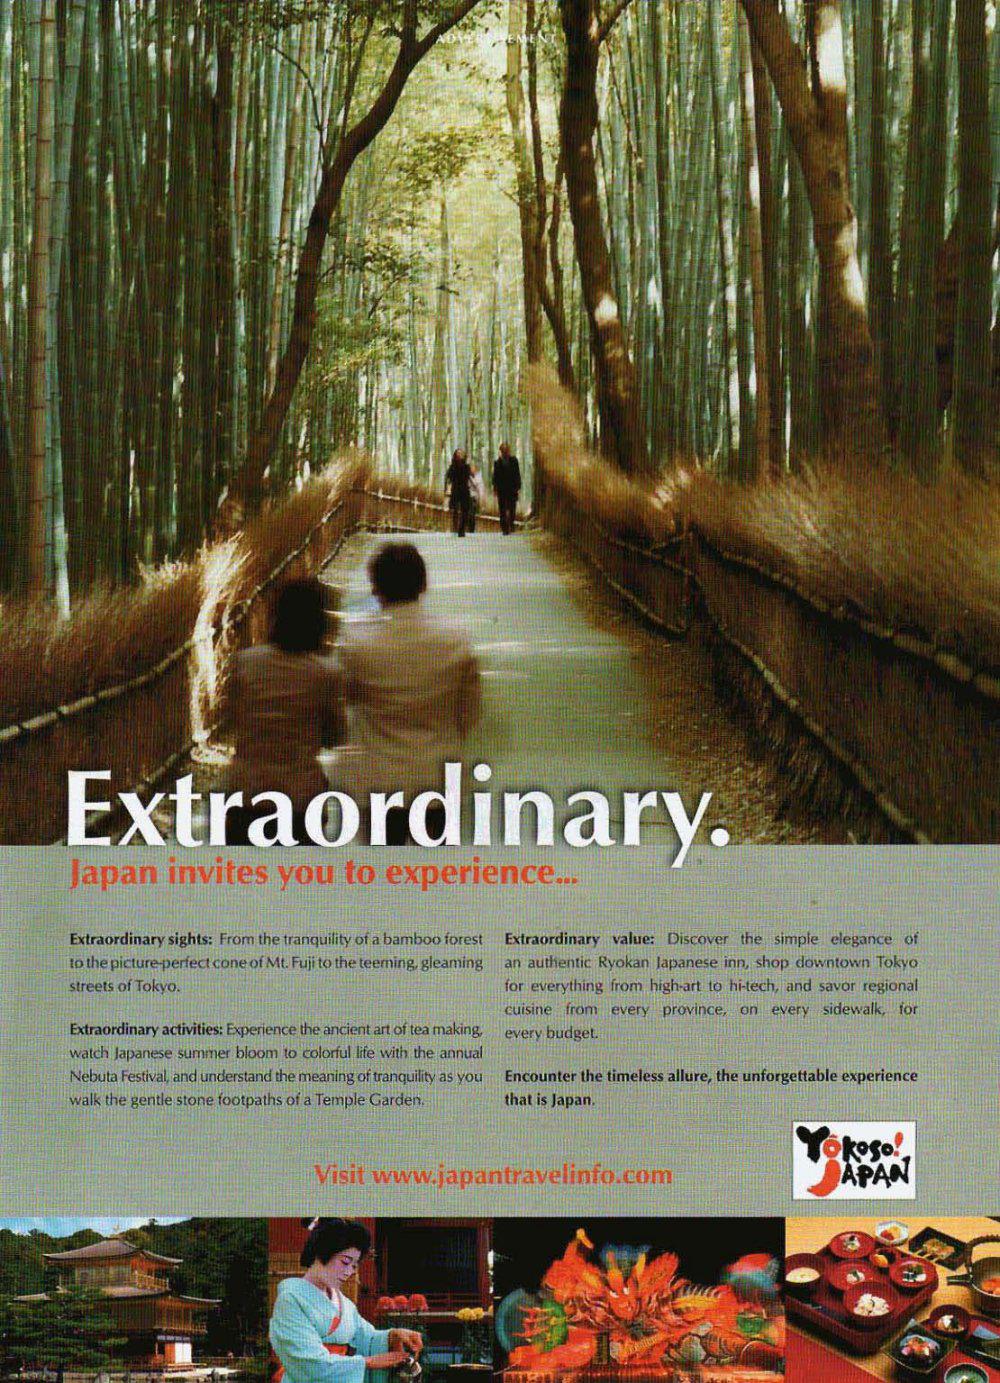 ADVERTISEMENT
Extraordinary.
Japan invites you to experience...
Extraordinary sights: From the tranquility of a bamboo forest
to the picture-perfect cone of Mt. Fuji to the teeming, gleaming
streets of Tokyo.
Extraordinary activities: Experience the ancient art of tea making,
watch Japanese summer bloom to colorful life with the annual
Nebuta Festival, and understand the meaning of tranquility as you
walk the gentle stone footpaths of a Temple Garden.
Extraordinary value: Discover the simple elegance of
an authentic Ryokan Japanese inn, shop downtown Tokyo
for everything from high-art to hi-tech, and savor regional
cuisine from every province, on every sidewalk, for
every budget.
Encounter the timeless allure, the unforgettable experience
that is Japan.
Visit www.japantravelinfo.com
Yôkoso!
JAPAN